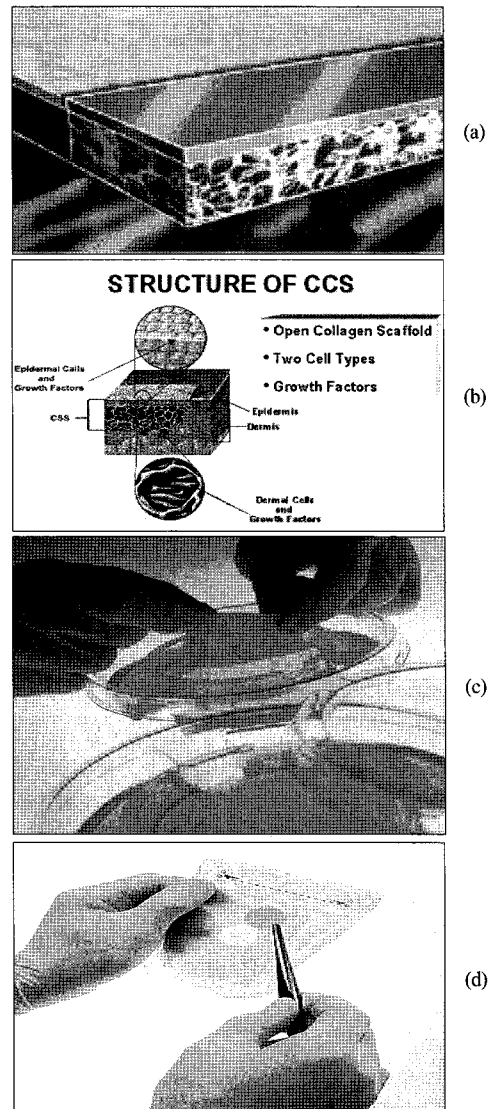 (a)
STRUCTURE OF CCS
• Open Collagen Scaffold
• Two Cell Types
• Growth Factors
Epidermal Cells
and
Growth Factors
CSS
Epidermis
Dermis
Dermal Cells
and
Growth Factors
(b)
(c)
(d)